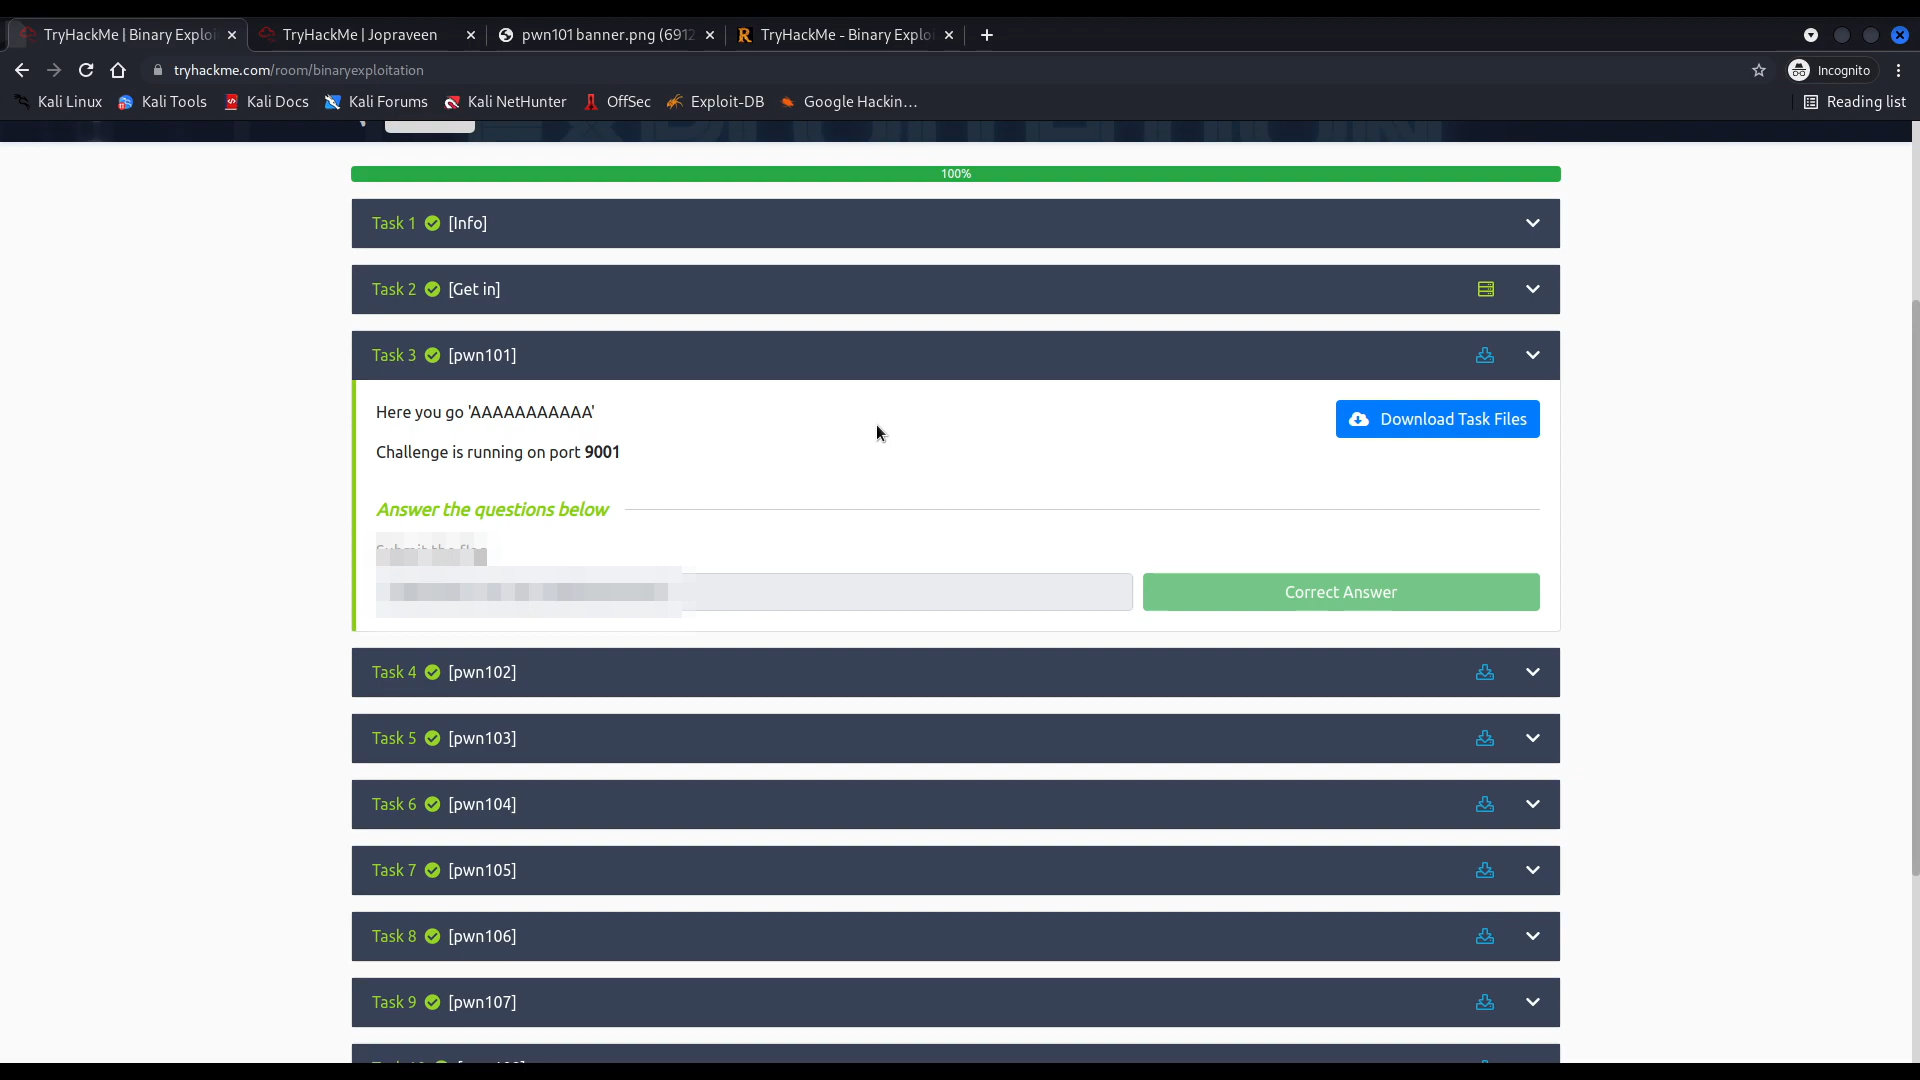 TryHackMe | Binary Exploi
TryHackMe | Jopraveen
pwn101 banner.png (6912
TryHackMe - Binary Explo
tryhackme.com/room/binaryexploitation
Incognito
Kali Linux
Kali Tools
Kali Docs
Kali Forums
Kali NetHunter
OffSec
Exploit-DB
Google Hackin…
Reading list
100%
Task 1 [Info]
Task 2 [Get in]
Task 3 [pwn101]
Here you go 'AAAAAAAAAAA'
Download Task Files
Challenge is running on port 9001
Answer the questions below
Correct Answer
Task 4 [pwn102]
Task 5 [pwn103]
Task 6 [pwn104]
Task 7 [pwn105]
Task 8 [pwn106]
Task 9 [pwn107]